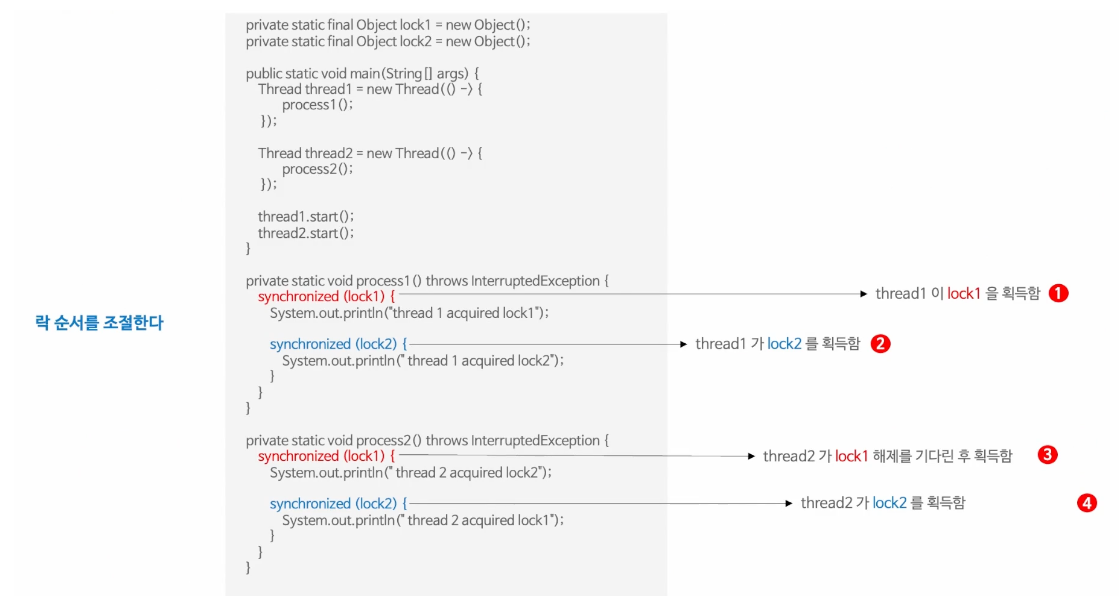 private static final Object lock1 = new Object();
private static final Object lock2 = new Object();
public static void main(String[] args) {
Thread thread1 = new Thread(() -> {
process1();
});
Thread thread2 = new Thread(() -> {
process2();
});
thread1.start();
thread2.start();
}
private static void process1() throws InterruptedException {
synchronized (lock1) {
thread1 이 lock1 을 획득함 1
System.out.println("thread 1 acquired lock1");
락 순서를 조절한다
synchronized (lock2) {
thread1 가 lock2 를 획득함 2
System.out.println(" thread 1 acquired lock2");
}
}
}
private static void process2() throws InterruptedException {
synchronized (lock1) {
thread2 가 lock1 해제를 기다린 후 획득함 3
System.out.println(" thread 2 acquired lock2");
synchronized (lock2) {
thread2 가 lock2 를 획득함 4
System.out.println(" thread 2 acquired lock1");
}
}
}